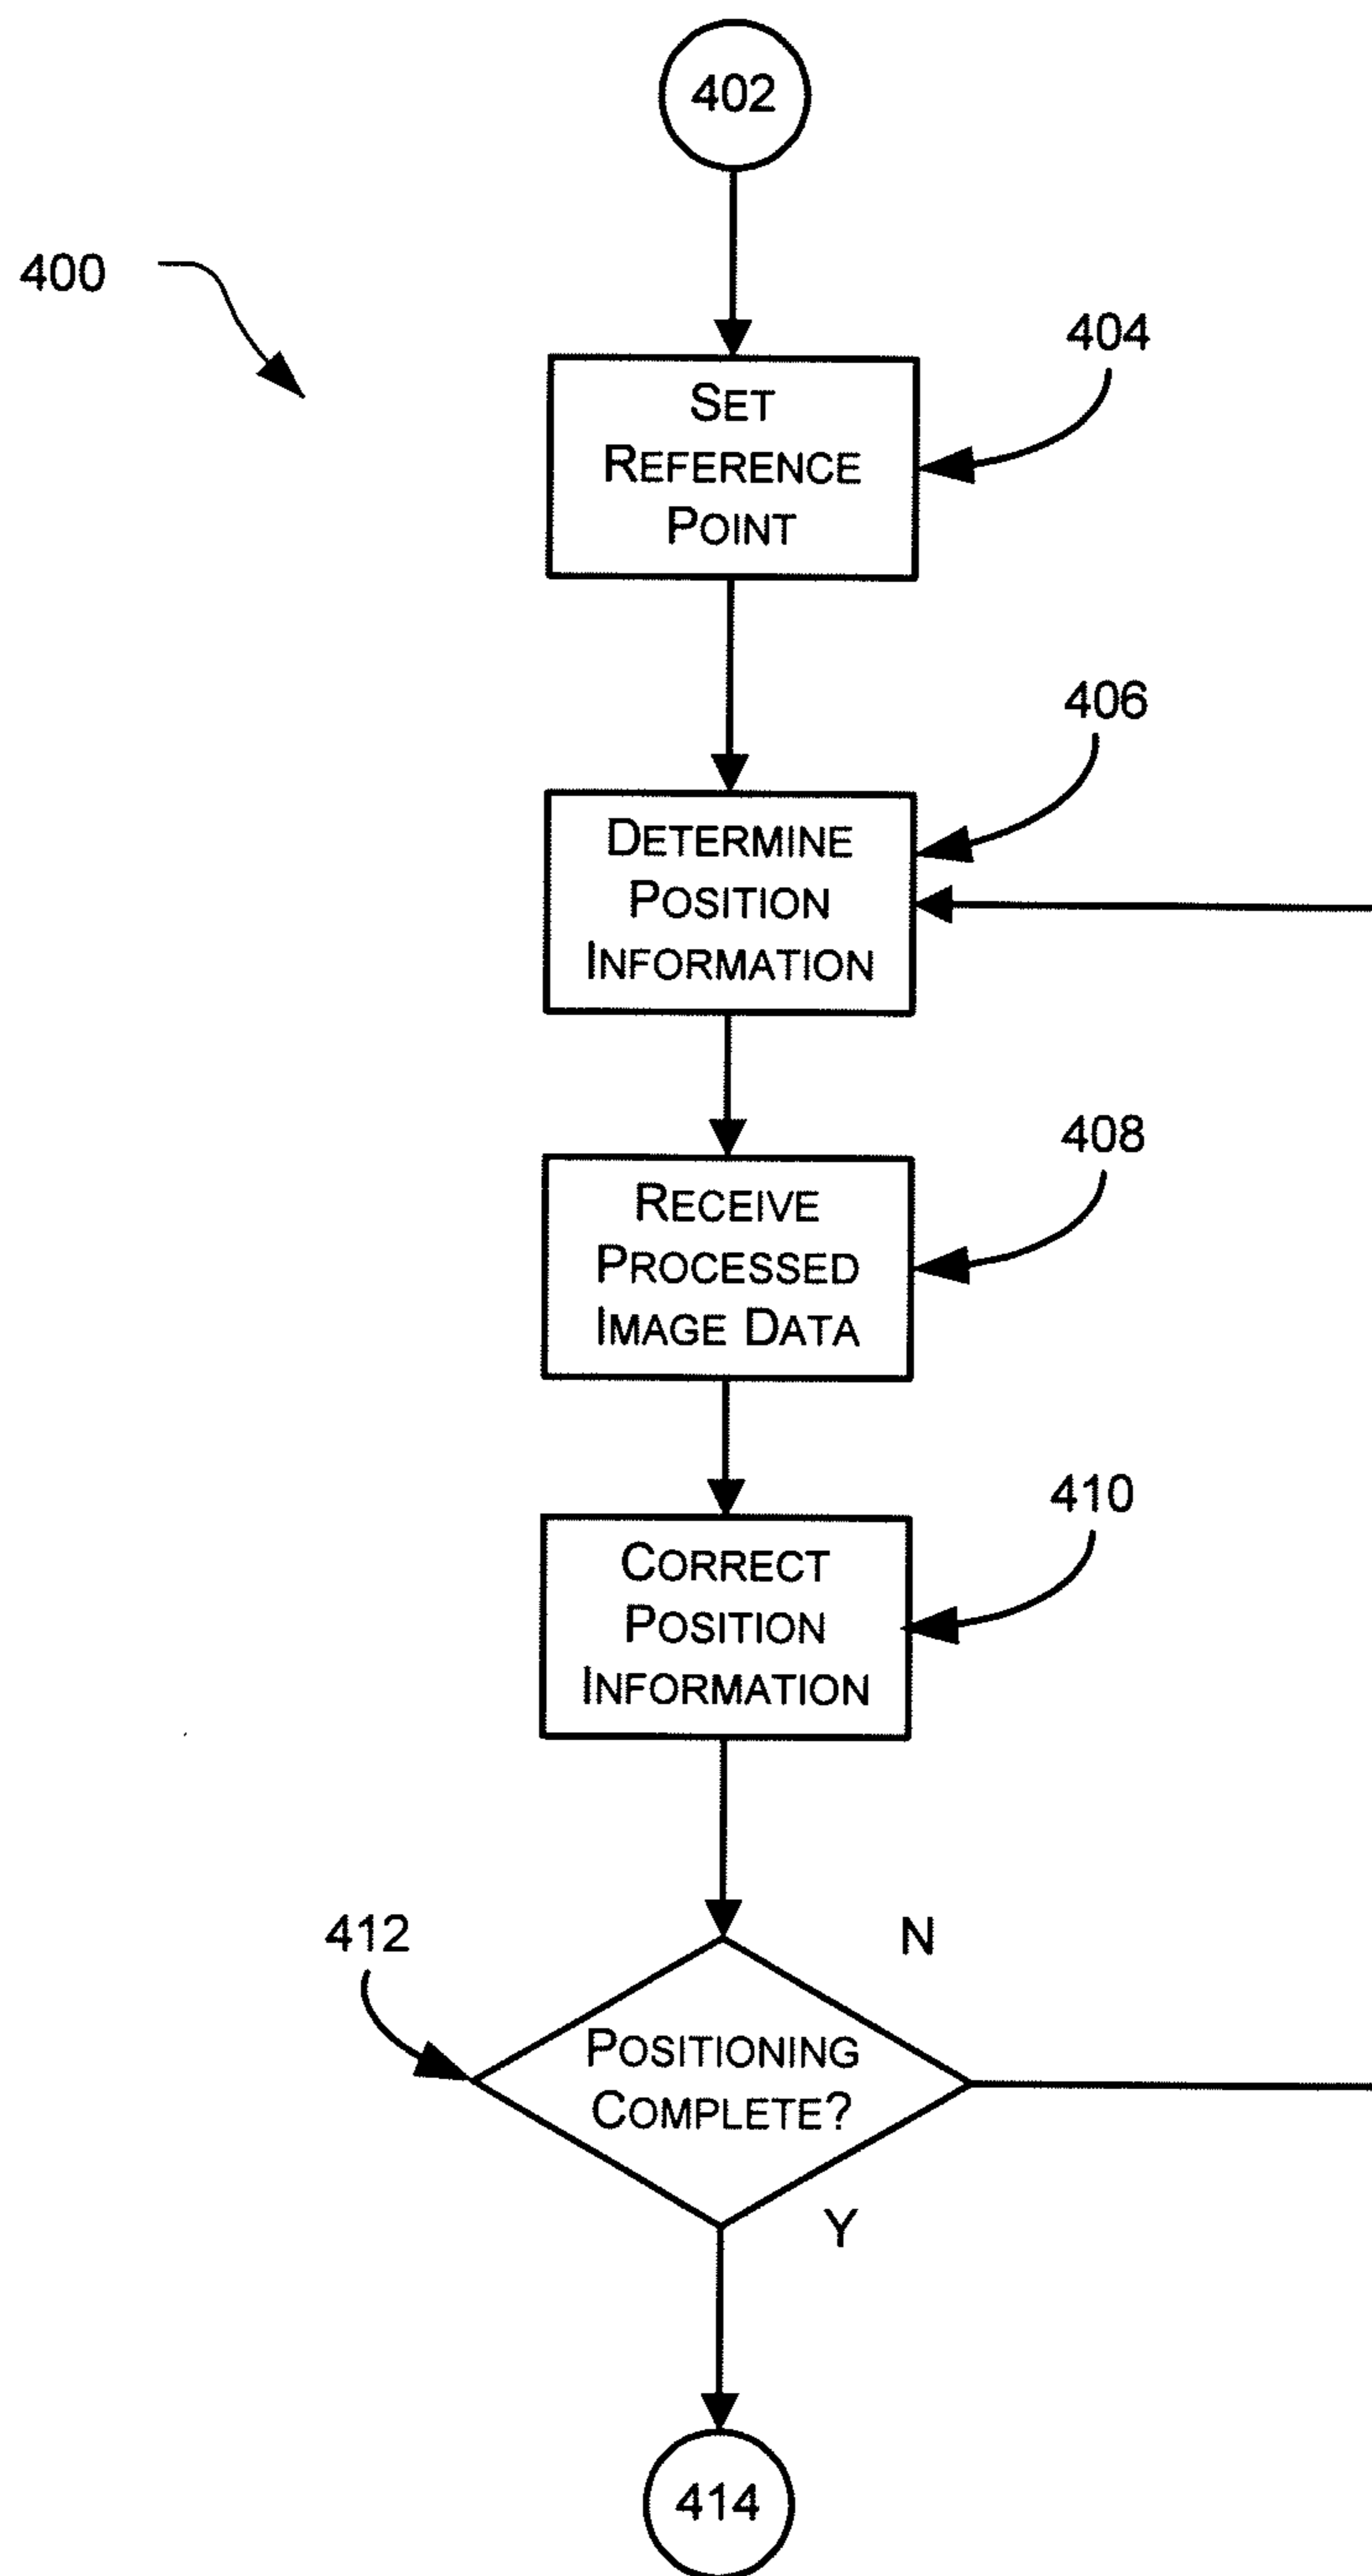 402
400
404
SET
REFERENCE
POINT
406
DETERMINE
POSITION
INFORMATION
408
RECEIVE
PROCESSED
IMAGE DATA
410
CORRECT
POSITION
INFORMATION
412
N
POSITIONING
COMPLETE?
Y
414